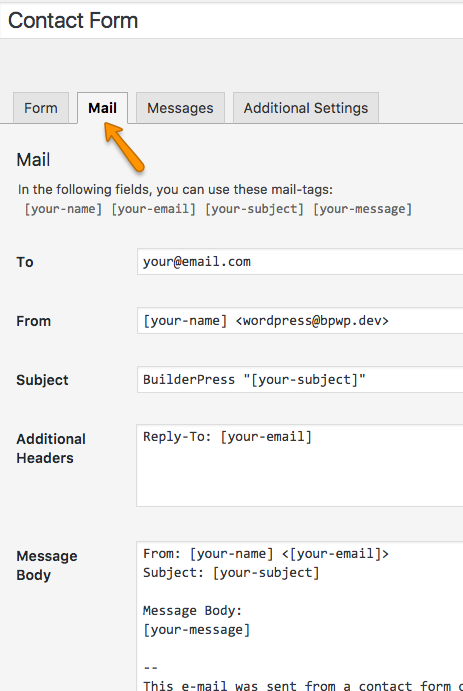 Contact Form
Form Mail Messages Additional Settings
Mail
In the following fields, you can use these mail-tags:
[your-name] [your-email] [your-subject] [your-message]
To your@email.com
From [your-name] <wordpress@bpwp.dev>
Subject BuilderPress "[your-subject]"
Additional Headers Reply-To: [your-email]
Message Body
From: [your-name] <[your-email]>
Subject: [your-subject]
Message Body:
[your-message]
--
This e-mail was sent from a contact form